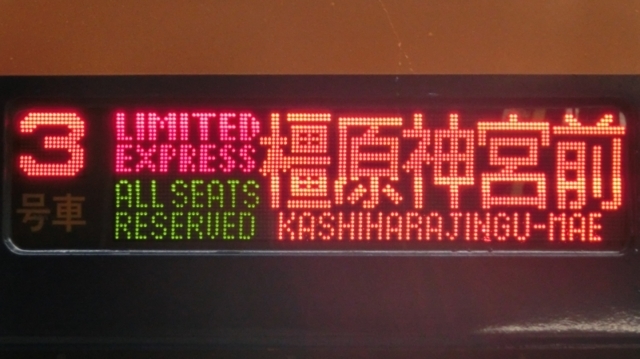 3
号車
LIMITED
EXPRESS
ALL SEATS
RESERVED
橿原神宮前
KASHIHARAJINGU-MAE